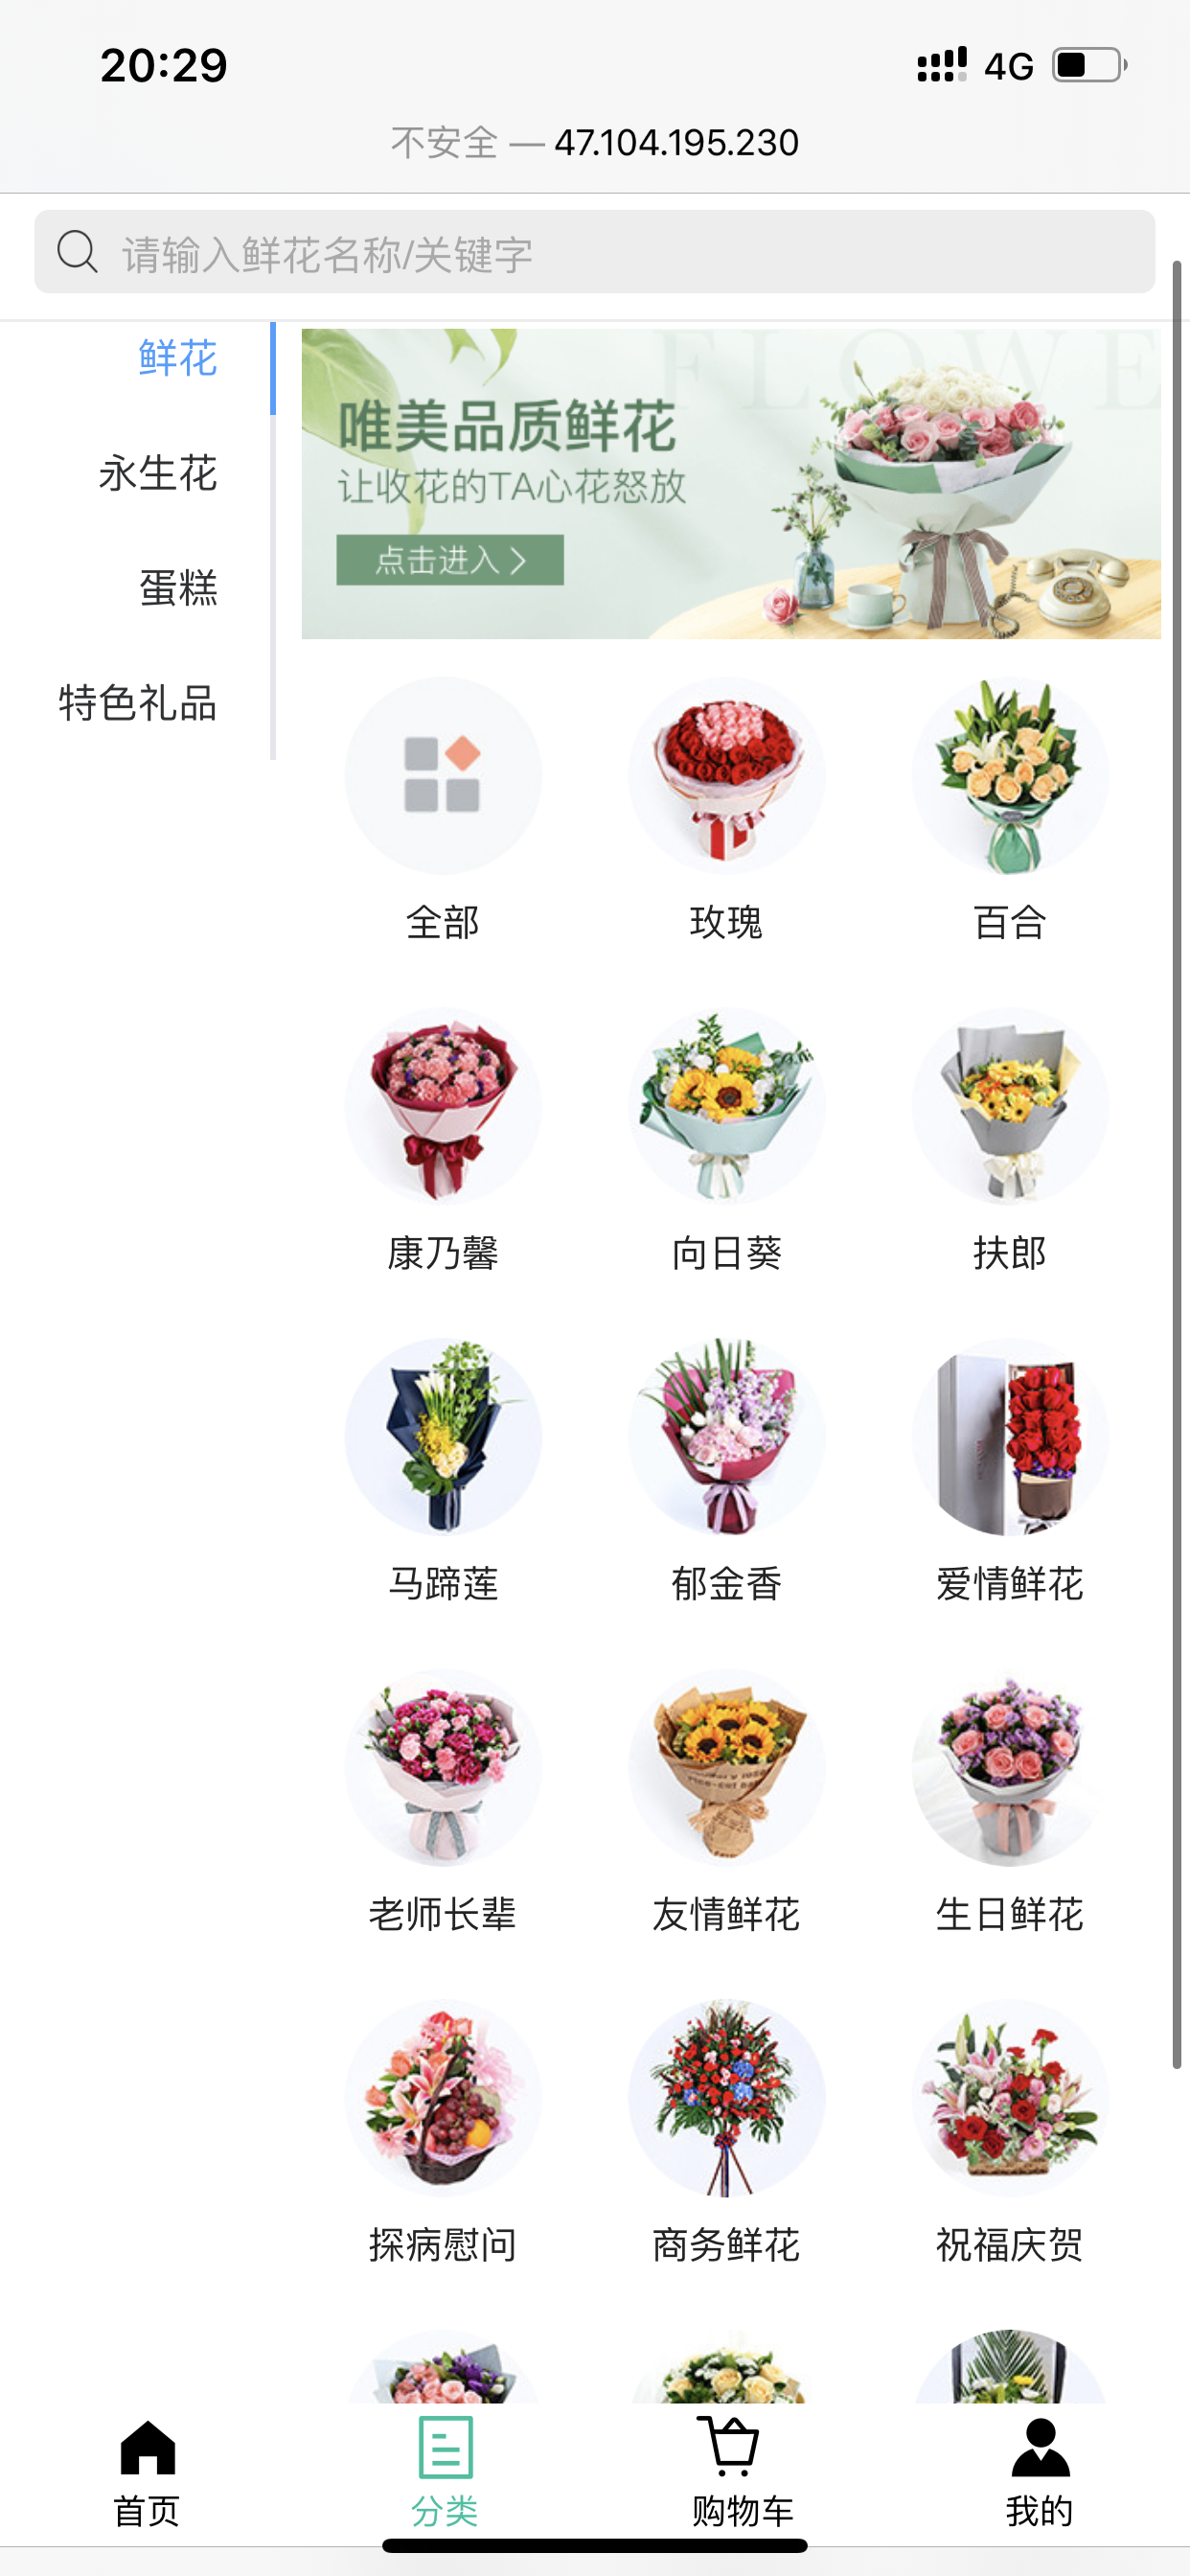 20:29
4G
不安全 — 47.104.195.230
请输入鲜花名称/关键字
鲜花
永生花
蛋糕
特色礼品
FLOWE
唯美品质鲜花
让收花的TA心花怒放
点击进入 >
全部
玫瑰
百合
康乃馨
向日葵
扶郎
马蹄莲
郁金香
爱情鲜花
老师长辈
友情鲜花
生日鲜花
探病慰问
商务鲜花
祝福庆贺
首页
分类
购物车
我的